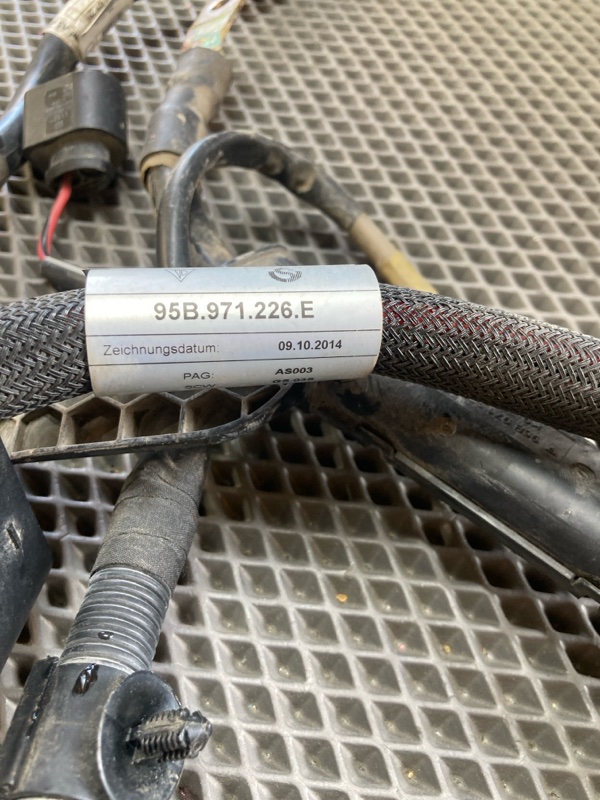 S
95B.971.226.E
Zeichnungsdatum: 09.10.2014
PAG: AS003